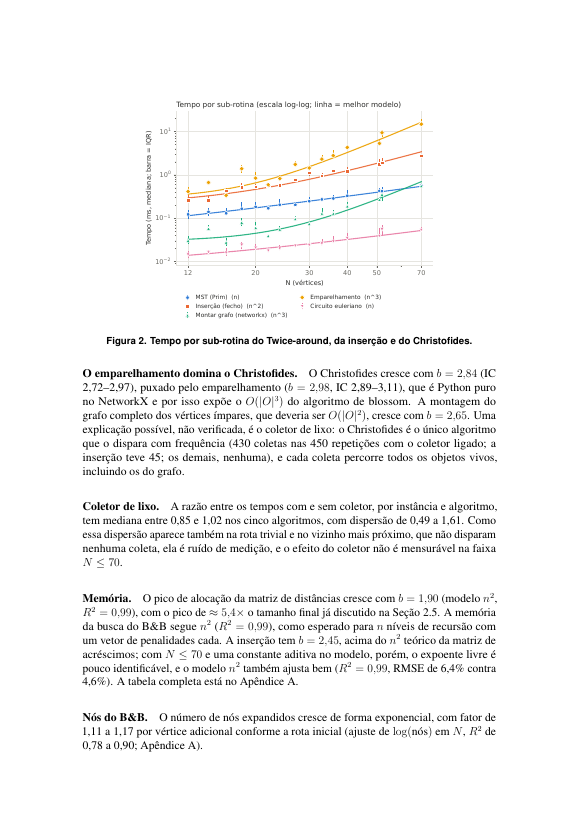 Tempo por sub-rotina (escala log-log; linha = melhor modelo)
Tempo (ms, mediana; barra = IQR)
10¹
10⁰
10⁻¹
10⁻²
12 20 30 40 50 70
N (vértices)
MST (Prim) (n)
Inserção (fecho) (n^2)
Montar grafo (networkx) (n^3)
Emparelhamento (n^3)
Circuito euleriano (n)
Figura 2. Tempo por sub-rotina do Twice-around, da inserção e do Christofides.
O emparelhamento domina o Christofides. O Christofides cresce com b = 2,84 (IC
2,72–2,97), puxado pelo emparelhamento (b = 2,98, IC 2,89–3,11), que é Python puro
no NetworkX e por isso expõe o O(|O|³) do algoritmo de blossom. A montagem do
grafo completo dos vértices ímpares, que deveria ser O(|O|²), cresce com b = 2,65. Uma
explicação possível, não verificada, é o coletor de lixo: o Christofides é o único algoritmo
que o dispara com frequência (430 coletas nas 450 repetições com o coletor ligado; a
inserção teve 45; os demais, nenhuma), e cada coleta percorre todos os objetos vivos,
incluindo os do grafo.
Coletor de lixo. A razão entre os tempos com e sem coletor, por instância e algoritmo,
tem mediana entre 0,85 e 1,02 nos cinco algoritmos, com dispersão de 0,49 a 1,61. Como
essa dispersão aparece também na rota trivial e no vizinho mais próximo, que não disparam
nenhuma coleta, ela é ruído de medição, e o efeito do coletor não é mensurável na faixa
N ≤ 70.
Memória. O pico de alocação da matriz de distâncias cresce com b = 1,90 (modelo n²,
R² = 0,99), com o pico de ≈ 5,4× o tamanho final já discutido na Seção 2.5. A memória
da busca do B&B segue n² (R² = 0,99), como esperado para n níveis de recursão com
um vetor de penalidades cada. A inserção tem b = 2,45, acima do n² teórico da matriz de
acréscimos; com N ≤ 70 e uma constante aditiva no modelo, porém, o expoente livre é
pouco identificável, e o modelo n² também ajusta bem (R² = 0,99, RMSE de 6,4% contra
4,6%). A tabela completa está no Apêndice A.
Nós do B&B. O número de nós expandidos cresce de forma exponencial, com fator de
1,11 a 1,17 por vértice adicional conforme a rota inicial (ajuste de log(nós) em N, R² de
0,78 a 0,90; Apêndice A).